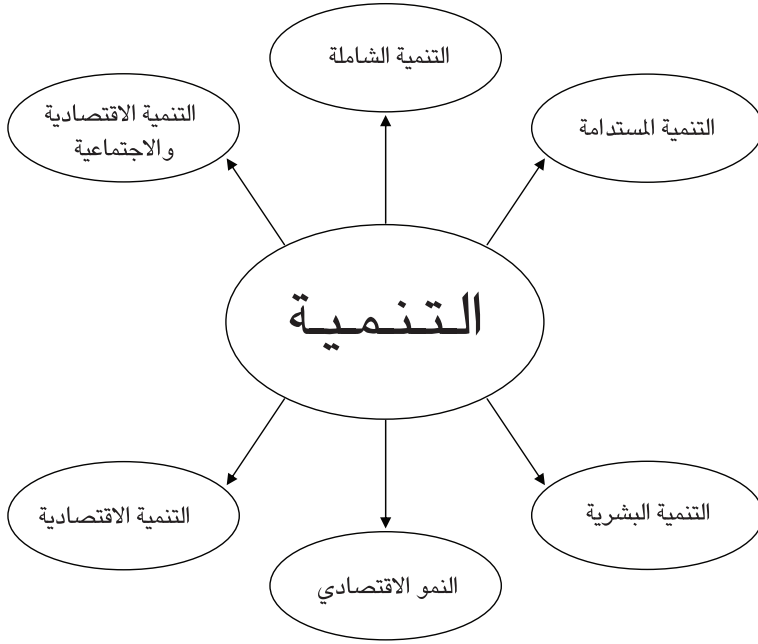 التنمية الشاملة
التنمية المستدامة
التنمية الاقتصادية
والاجتماعية
التنمية
التنمية البشرية
النمو الاقتصادي
التنمية الاقتصادية